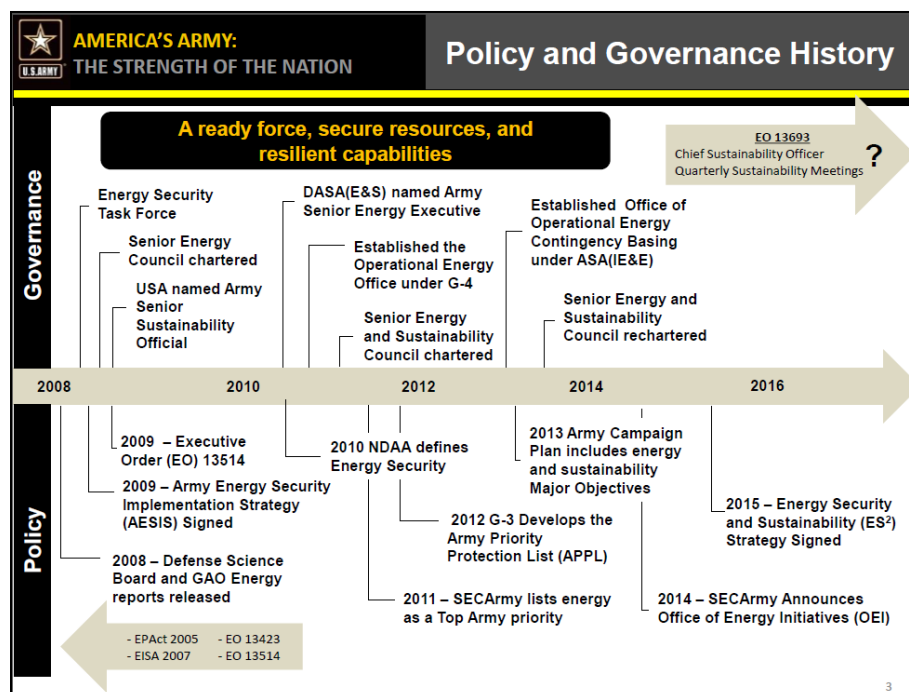 U.S.ARMY
AMERICA'S ARMY:
THE STRENGTH OF THE NATION
Policy and Governance History
A ready force, secure resources, and
resilient capabilities
EO 13693
Chief Sustainability Officer
Quarterly Sustainability Meetings
?
Governance
Energy Security
Task Force
Senior Energy
Council chartered
USA named Army
Senior
Sustainability
Official
DASA(E&S) named Army
Senior Energy Executive
Established the
Operational Energy
Office under G-4
Senior Energy
and Sustainability
Council chartered
Established Office of
Operational Energy
Contingency Basing
under ASA(IE&E)
Senior Energy and
Sustainability
Council rechartered
2008
2010
2012
2014
2016
Policy
2009 – Executive
Order (EO) 13514
2009 – Army Energy Security
Implementation Strategy
(AESIS) Signed
2008 – Defense Science
Board and GAO Energy
reports released
2010 NDAA defines
Energy Security
2012 G-3 Develops the
Army Priority
Protection List (APPL)
2011 – SECArmy lists energy
as a Top Army priority
2013 Army Campaign
Plan includes energy
and sustainability
Major Objectives
2015 – Energy Security
and Sustainability (ES²)
Strategy Signed
2014 – SECArmy Announces
Office of Energy Initiatives (OEI)
- EPAct 2005 - EO 13423
- EISA 2007 - EO 13514
3